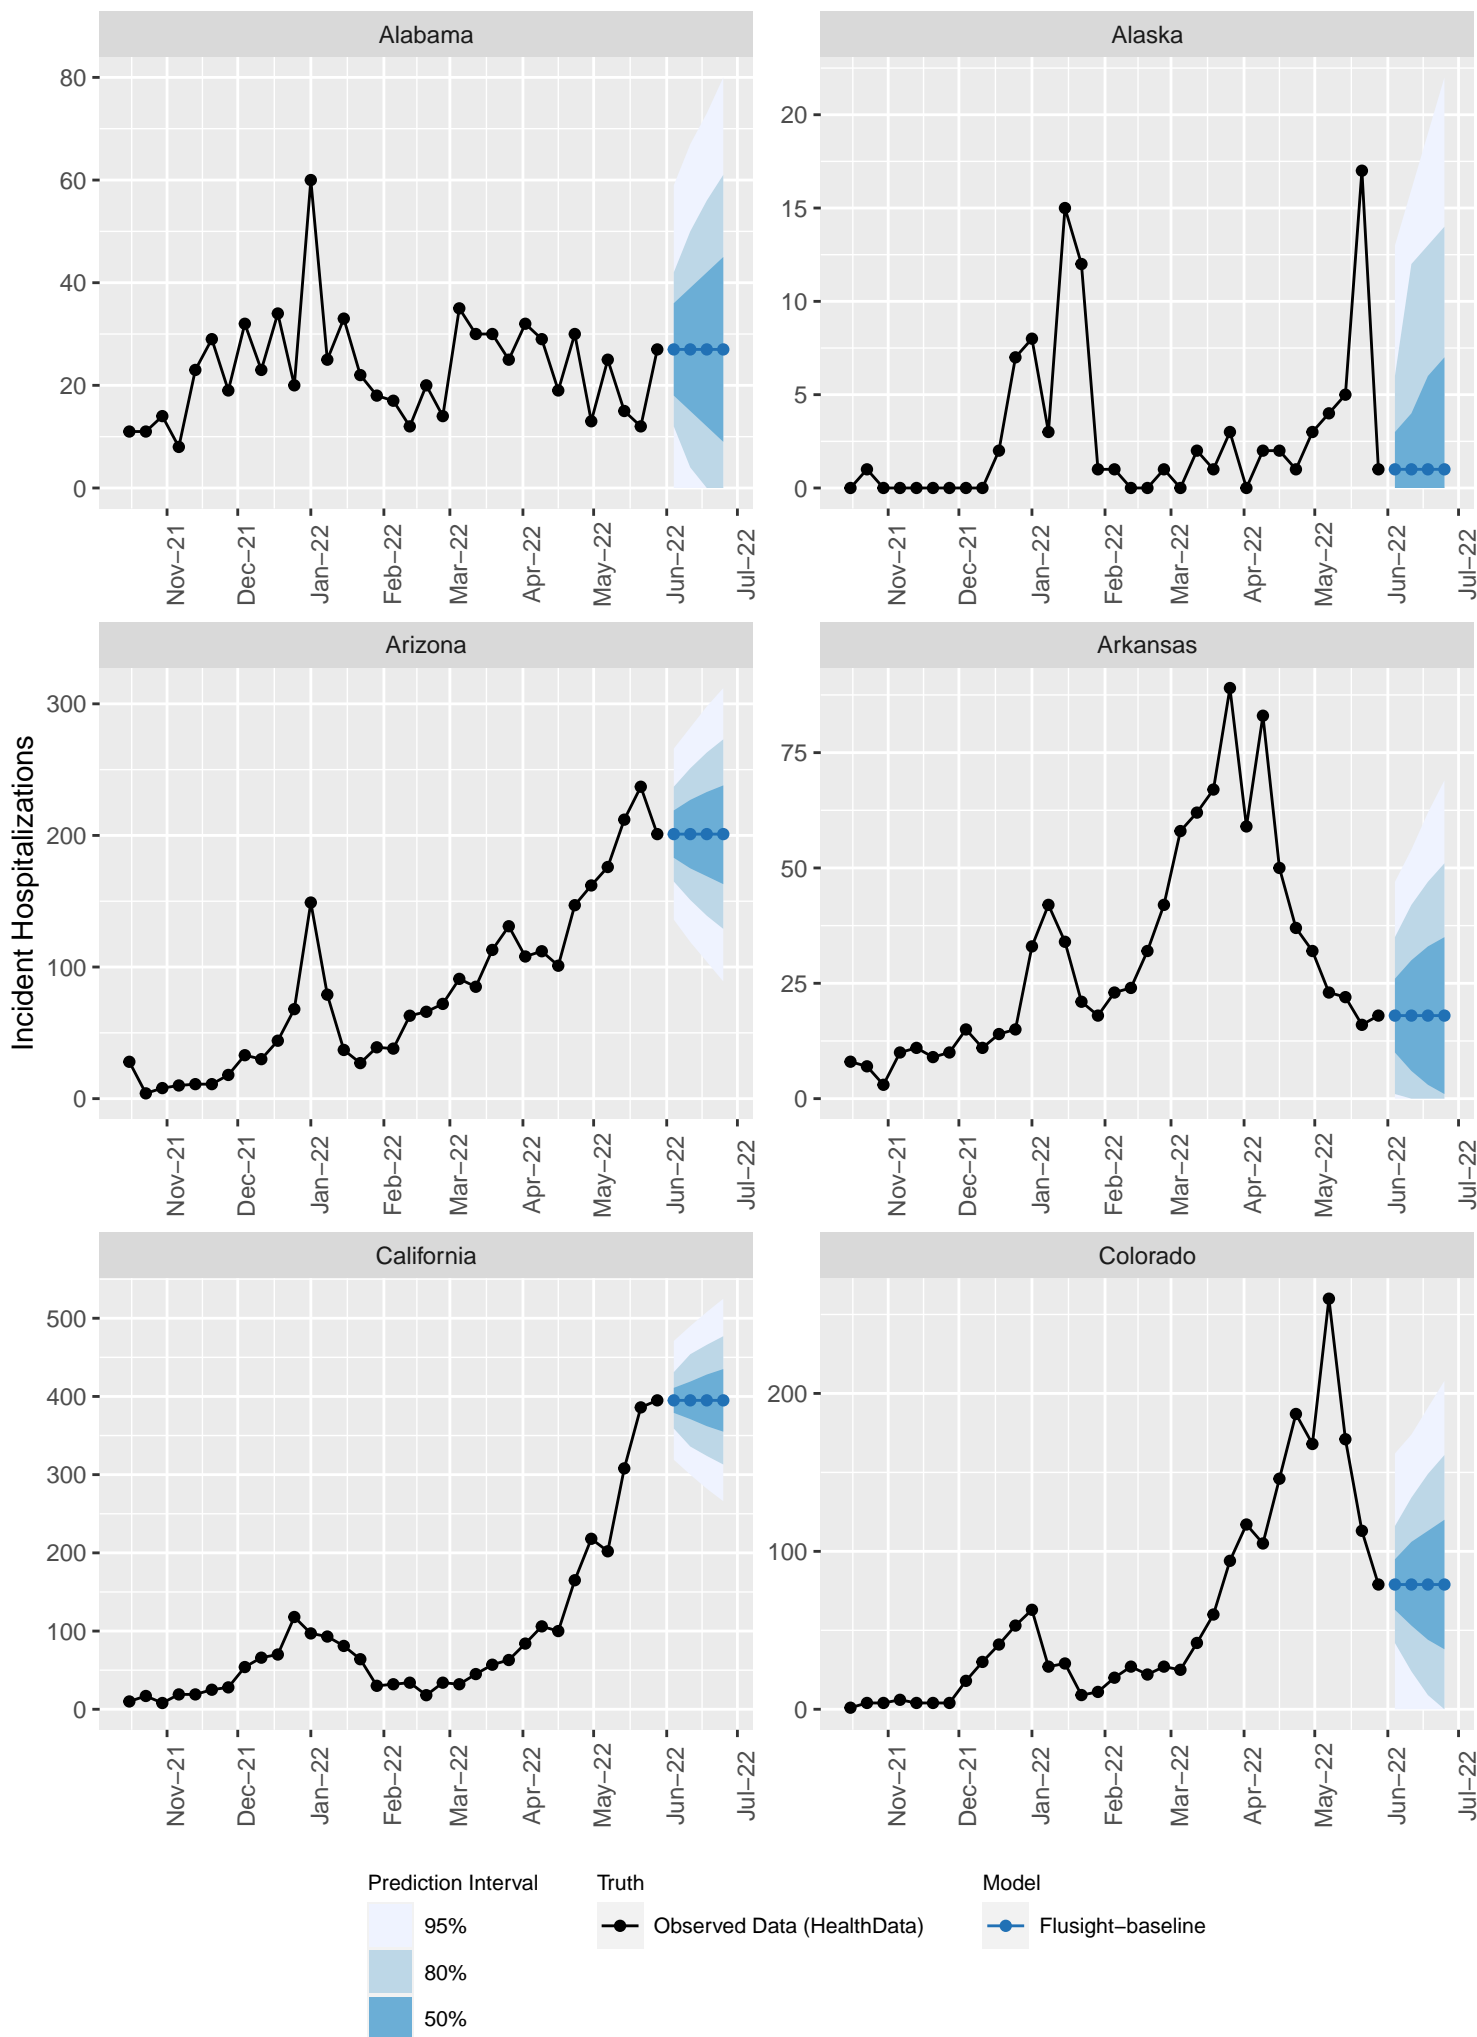 Alabama
Alaska
80
60
40
20
0
20
15
10
5
0
Nov−21
Dec−21
Jan−22
Feb−22
Mar−22
Apr−22
May−22
Jun−22
Jul−22
Nov−21
Dec−21
Jan−22
Feb−22
Mar−22
Apr−22
May−22
Jun−22
Jul−22
Incident Hospitalizations
Arizona
Arkansas
300
200
100
0
75
50
25
0
Nov−21
Dec−21
Jan−22
Feb−22
Mar−22
Apr−22
May−22
Jun−22
Jul−22
Nov−21
Dec−21
Jan−22
Feb−22
Mar−22
Apr−22
May−22
Jun−22
Jul−22
California
Colorado
500
400
300
200
100
0
200
100
0
Nov−21
Dec−21
Jan−22
Feb−22
Mar−22
Apr−22
May−22
Jun−22
Jul−22
Nov−21
Dec−21
Jan−22
Feb−22
Mar−22
Apr−22
May−22
Jun−22
Jul−22
Prediction Interval
95%
80%
50%
Truth
Observed Data (HealthData)
Model
Flusight−baseline